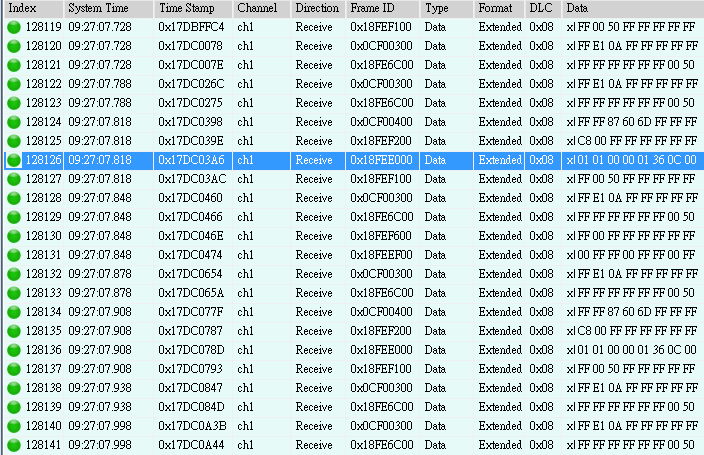 Index System Time Time Stamp Channel Direction Frame ID Type Format DLC Data
128119 09:27:07.728 0x17DBFFC4 ch1 Receive 0x18FEF100 Data Extended 0x08 x| FF 00 50 FF FF FF FF FF
128120 09:27:07.728 0x17DC0078 ch1 Receive 0x0CF00300 Data Extended 0x08 x| FF E1 0A FF FF FF FF FF
128121 09:27:07.728 0x17DC007E ch1 Receive 0x18FE6C00 Data Extended 0x08 x| FF FF FF FF FF FF 00 50
128122 09:27:07.788 0x17DC026C ch1 Receive 0x0CF00300 Data Extended 0x08 x| FF E1 0A FF FF FF FF FF
128123 09:27:07.788 0x17DC0275 ch1 Receive 0x18FE6C00 Data Extended 0x08 x| FF FF FF FF FF FF 00 50
128124 09:27:07.818 0x17DC0398 ch1 Receive 0x0CF00400 Data Extended 0x08 x| FF FF 87 60 6D FF FF FF
128125 09:27:07.818 0x17DC039E ch1 Receive 0x18FEF200 Data Extended 0x08 x| C8 00 FF FF FF FF FF FF
128126 09:27:07.818 0x17DC03A6 ch1 Receive 0x18FEE000 Data Extended 0x08 x| 01 01 00 00 01 36 0C 00
128127 09:27:07.818 0x17DC03AC ch1 Receive 0x18FEF100 Data Extended 0x08 x| FF 00 50 FF FF FF FF FF
128128 09:27:07.848 0x17DC0460 ch1 Receive 0x0CF00300 Data Extended 0x08 x| FF E1 0A FF FF FF FF FF
128129 09:27:07.848 0x17DC0466 ch1 Receive 0x18FE6C00 Data Extended 0x08 x| FF FF FF FF FF FF 00 50
128130 09:27:07.848 0x17DC046E ch1 Receive 0x18FEF600 Data Extended 0x08 x| FF 00 FF FF FF FF FF FF
128131 09:27:07.848 0x17DC0474 ch1 Receive 0x18FEEF00 Data Extended 0x08 x| 00 FF FF 00 FF FF FF FF
128132 09:27:07.878 0x17DC0654 ch1 Receive 0x0CF00300 Data Extended 0x08 x| FF E1 0A FF FF FF FF FF
128133 09:27:07.878 0x17DC065A ch1 Receive 0x18FE6C00 Data Extended 0x08 x| FF FF FF FF FF FF 00 50
128134 09:27:07.908 0x17DC077F ch1 Receive 0x0CF00400 Data Extended 0x08 x| FF FF 87 60 6D FF FF FF
128135 09:27:07.908 0x17DC0787 ch1 Receive 0x18FEF200 Data Extended 0x08 x| C8 00 FF FF FF FF FF FF
128136 09:27:07.908 0x17DC078D ch1 Receive 0x18FEE000 Data Extended 0x08 x| 01 01 00 00 01 36 0C 00
128137 09:27:07.908 0x17DC0793 ch1 Receive 0x18FEF100 Data Extended 0x08 x| FF 00 50 FF FF FF FF FF
128138 09:27:07.938 0x17DC0847 ch1 Receive 0x0CF00300 Data Extended 0x08 x| FF E1 0A FF FF FF FF FF
128139 09:27:07.938 0x17DC084D ch1 Receive 0x18FE6C00 Data Extended 0x08 x| FF FF FF FF FF FF 00 50
128140 09:27:07.998 0x17DC0A3B ch1 Receive 0x0CF00300 Data Extended 0x08 x| FF E1 0A FF FF FF FF FF
128141 09:27:07.998 0x17DC0A44 ch1 Receive 0x18FE6C00 Data Extended 0x08 x| FF FF FF FF FF FF 00 50